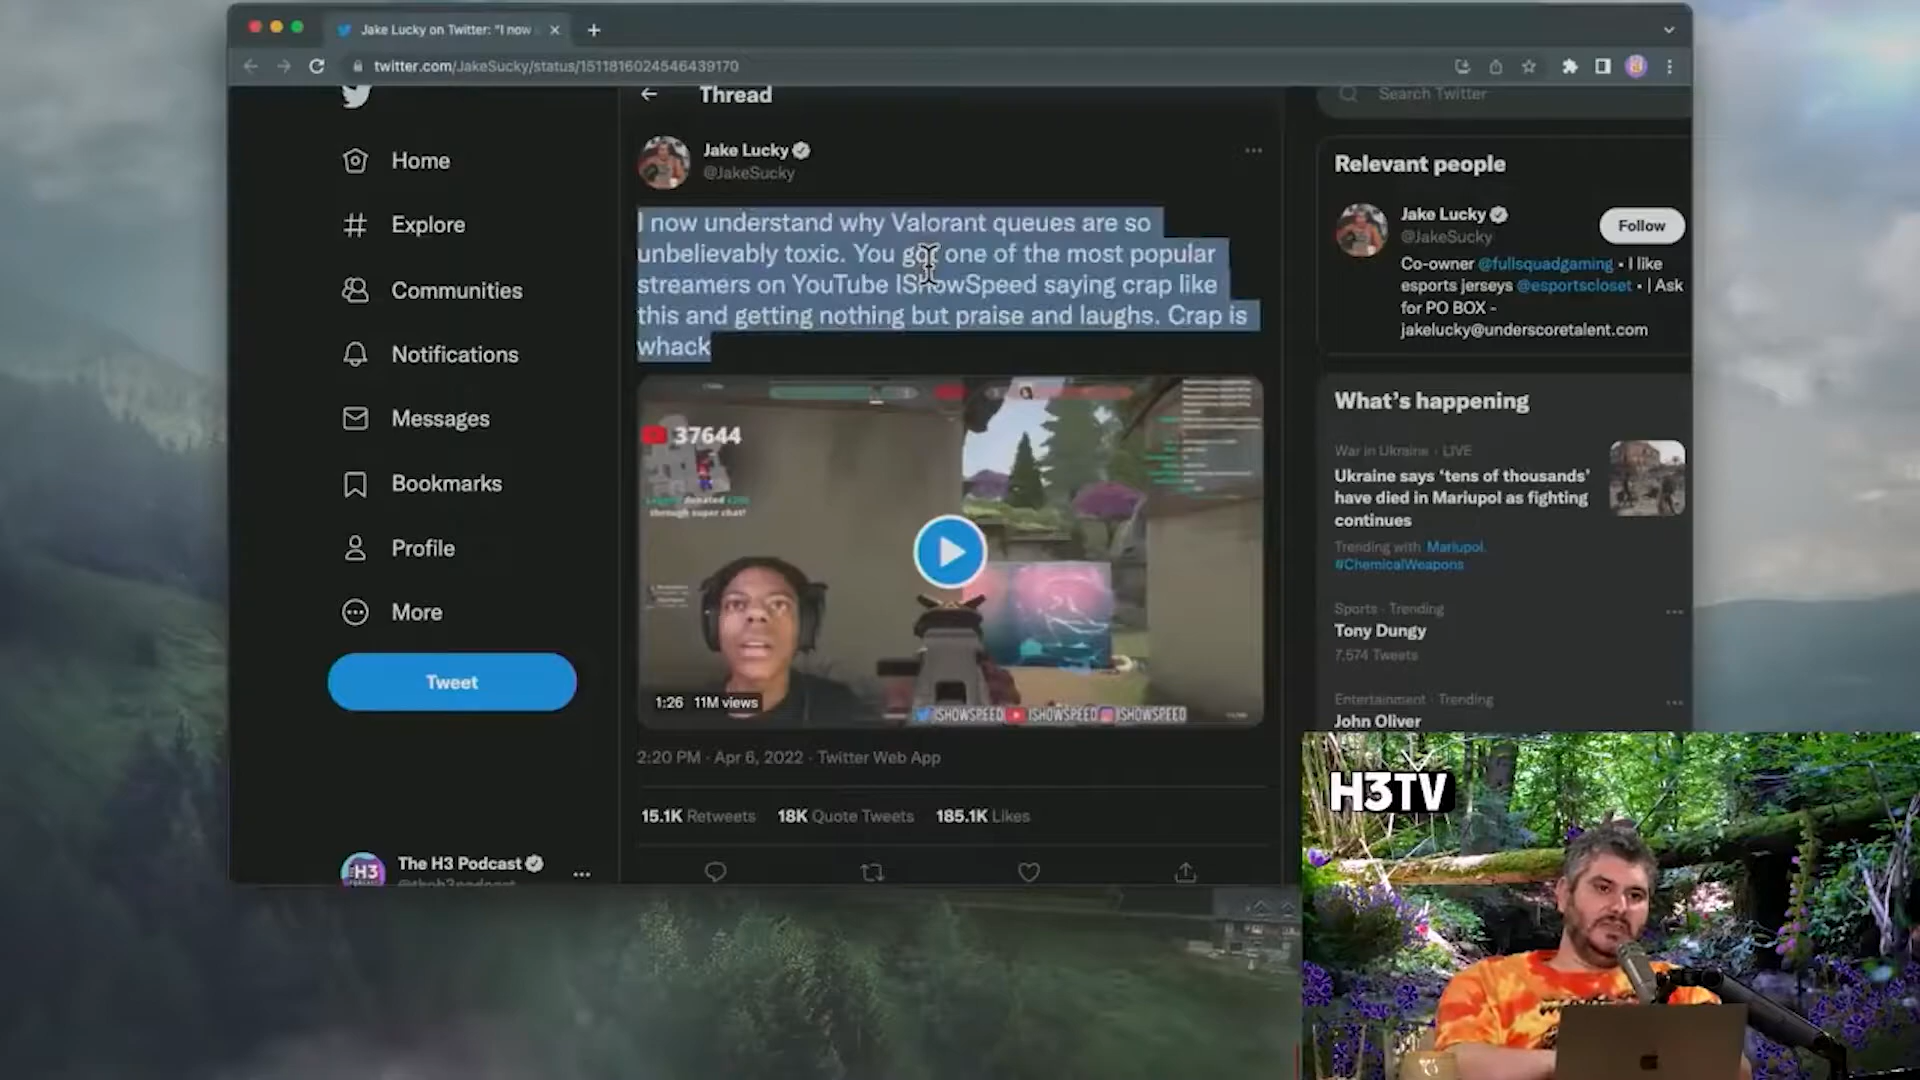 Jake Lucky on Twitter: "I now
twitter.com/JakeSucky/status/1511816024546439170
Thread
Search Twitter
Home
Explore
Communities
Notifications
Messages
Bookmarks
Profile
More
Tweet
The H3 Podcast
Jake Lucky
@JakeSucky
I now understand why Valorant queues are so
unbelievably toxic. You got one of the most popular
streamers on YouTube IShowSpeed saying crap like
this and getting nothing but praise and laughs. Crap is
whack
37644
through super chat!
1:26 11M views
ISHOWSPEED ISHOWSPEED ISHOWSPEED
2:20 PM · Apr 6, 2022 · Twitter Web App
15.1K Retweets 18K Quote Tweets 185.1K Likes
Relevant people
Jake Lucky
@JakeSucky
Follow
Co-owner @fullsquadgaming • I like
esports jerseys @esportscloset • | Ask
for PO BOX -
jakelucky@underscoretalent.com
What's happening
War in Ukraine · LIVE
Ukraine says 'tens of thousands'
have died in Mariupol as fighting
continues
Trending with Mariupol,
#ChemicalWeapons
Sports · Trending
Tony Dungy
7,574 Tweets
Entertainment · Trending
John Oliver
H3TV